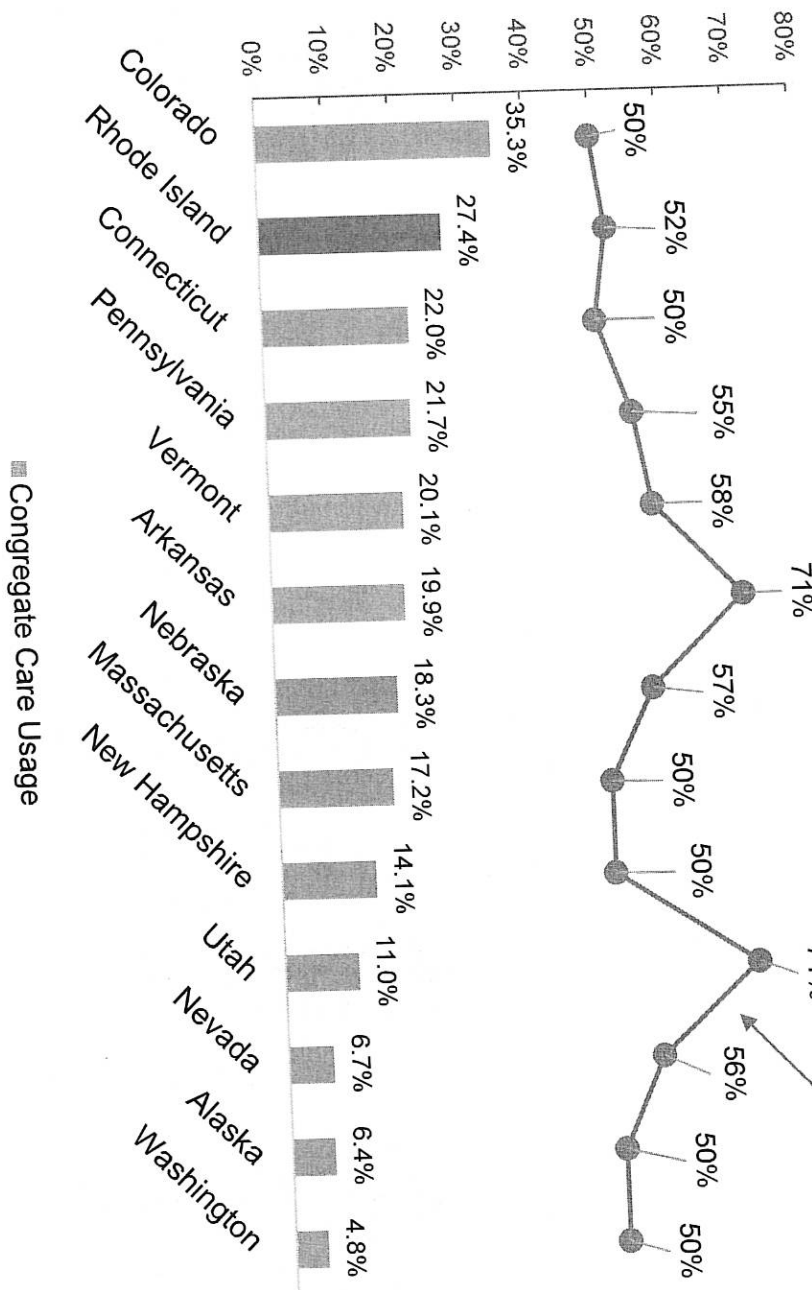 80%
70%
60%
50%
40%
30%
20%
10%
0%
50%
52%
50%
55%
58%
71%
57%
50%
50%
56%
50%
50%
35.3%
27.4%
22.0%
21.7%
20.1%
19.9%
18.3%
17.2%
14.1%
11.0%
6.7%
6.4%
4.8%
Colorado
Rhode Island
Connecticut
Pennsylvania
Vermont
Arkansas
Nebraska
Massachusetts
New Hampshire
Utah
Nevada
Alaska
Washington
Congregate Care Usage